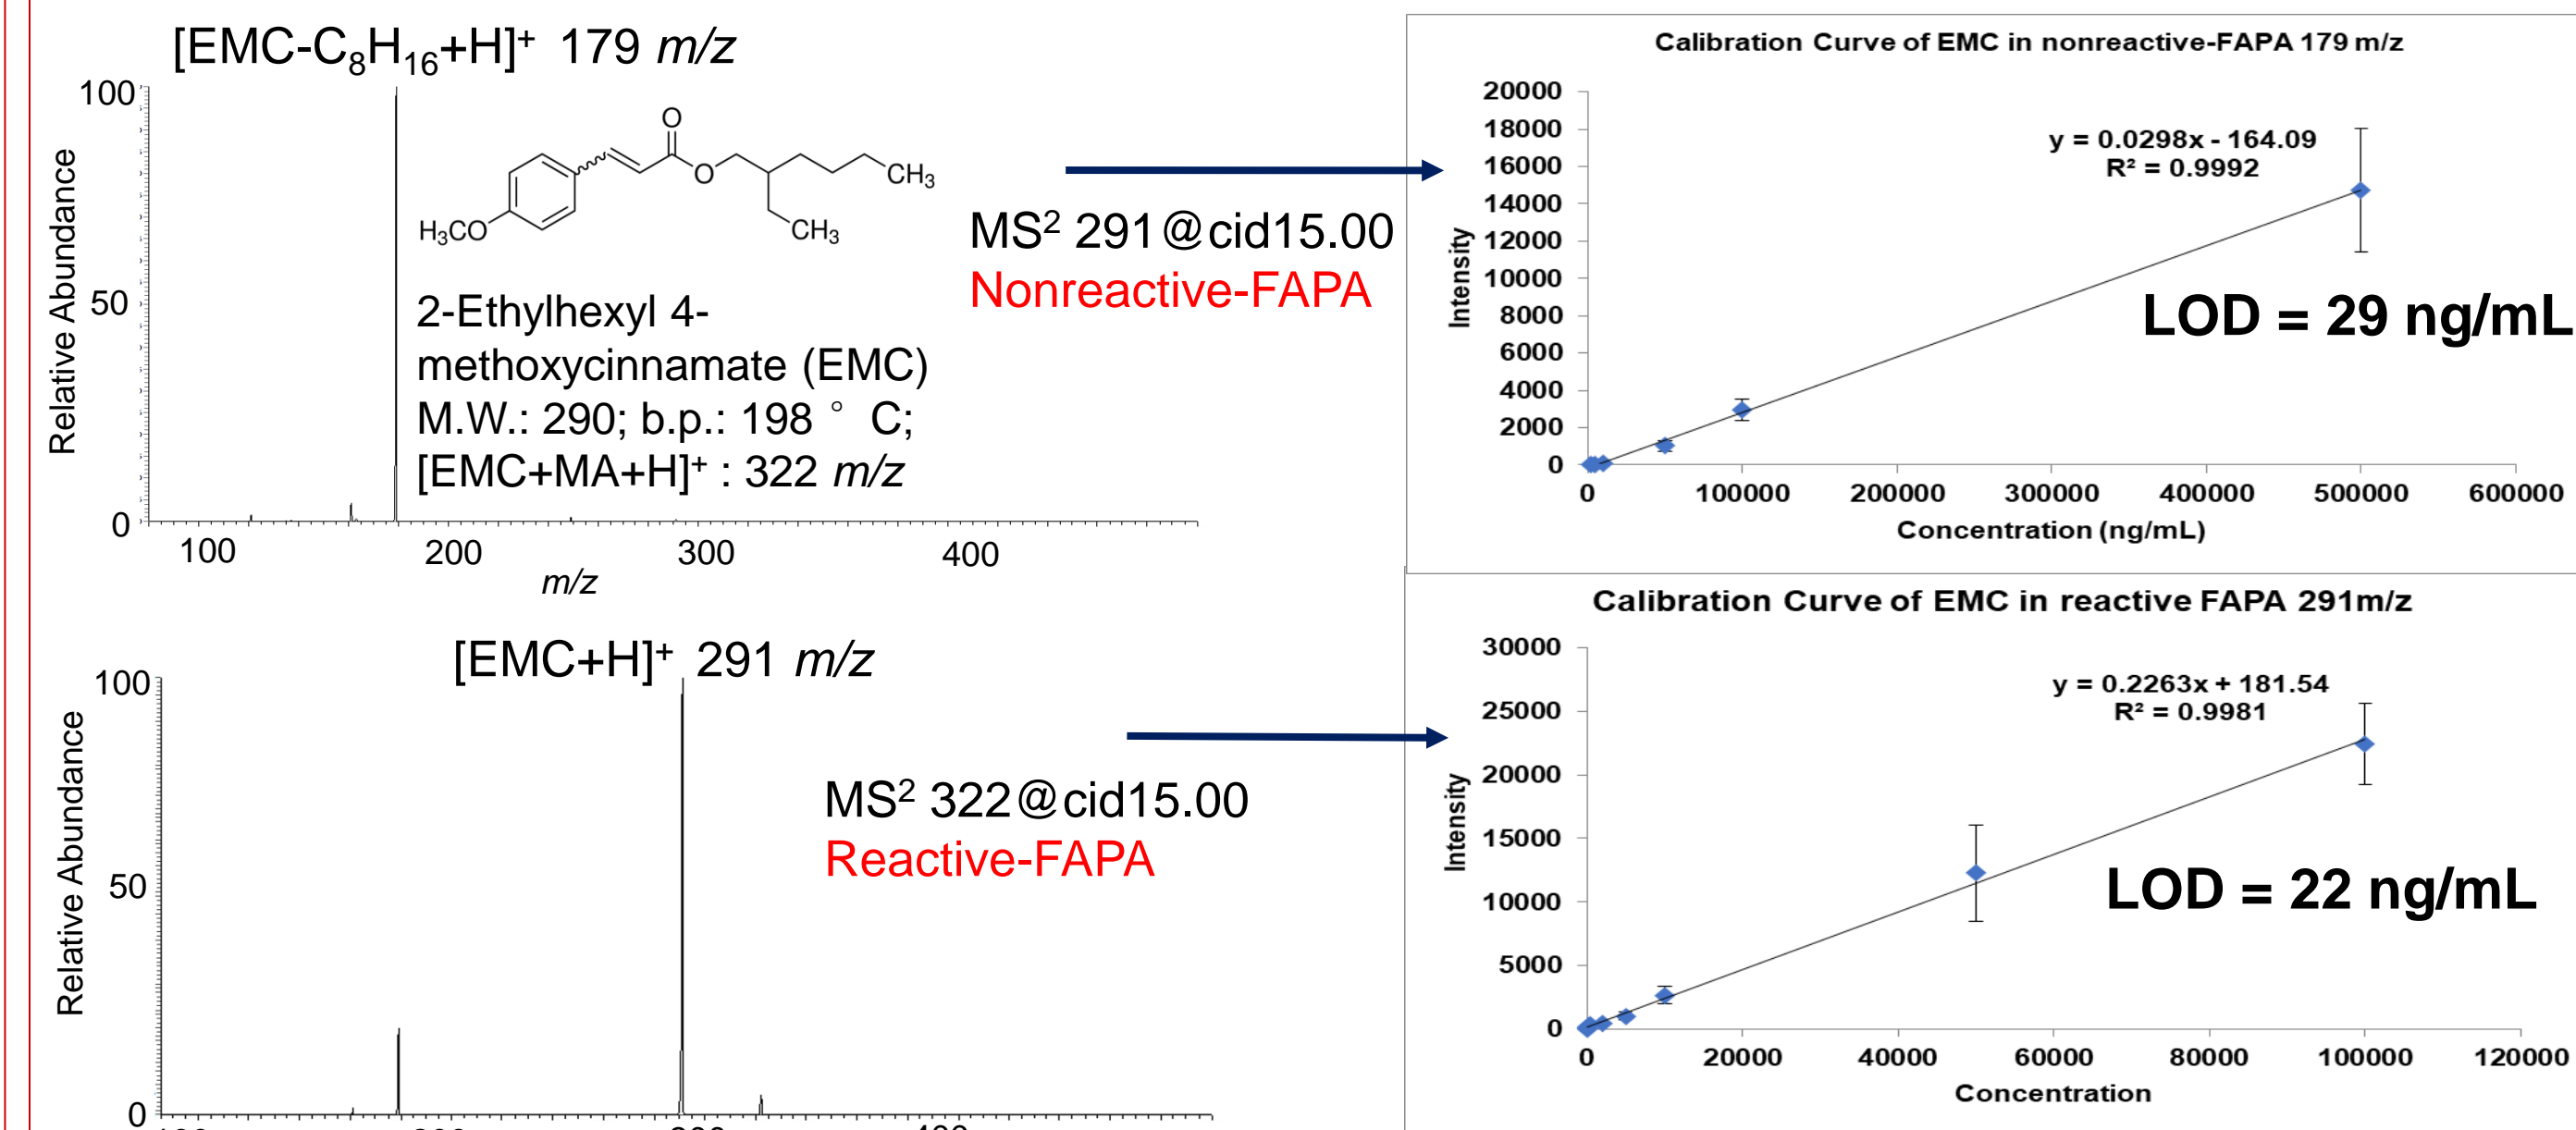 [EMC-C8H16+H]+ 179 m/z
100
50
0
Relative Abundance
O
O
CH3
CH3
H3CO
2-Ethylhexyl 4-
methoxycinnamate (EMC)
M.W.: 290; b.p.: 198 ° C;
[EMC+MA+H]+ : 322 m/z
100
200
300
400
m/z
MS2 291@cid15.00
Nonreactive-FAPA
Calibration Curve of EMC in nonreactive-FAPA 179 m/z
20000
18000
16000
14000
12000
10000
8000
6000
4000
2000
0
Intensity
y = 0.0298x - 164.09
R² = 0.9992
LOD = 29 ng/mL
0
100000
200000
300000
400000
500000
600000
Concentration (ng/mL)
[EMC+H]+ 291 m/z
100
50
0
Relative Abundance
MS2 322@cid15.00
Reactive-FAPA
Calibration Curve of EMC in reactive FAPA 291m/z
30000
25000
20000
15000
10000
5000
0
Intensity
y = 0.2263x + 181.54
R² = 0.9981
LOD = 22 ng/mL
0
20000
40000
60000
80000
100000
120000
Concentration